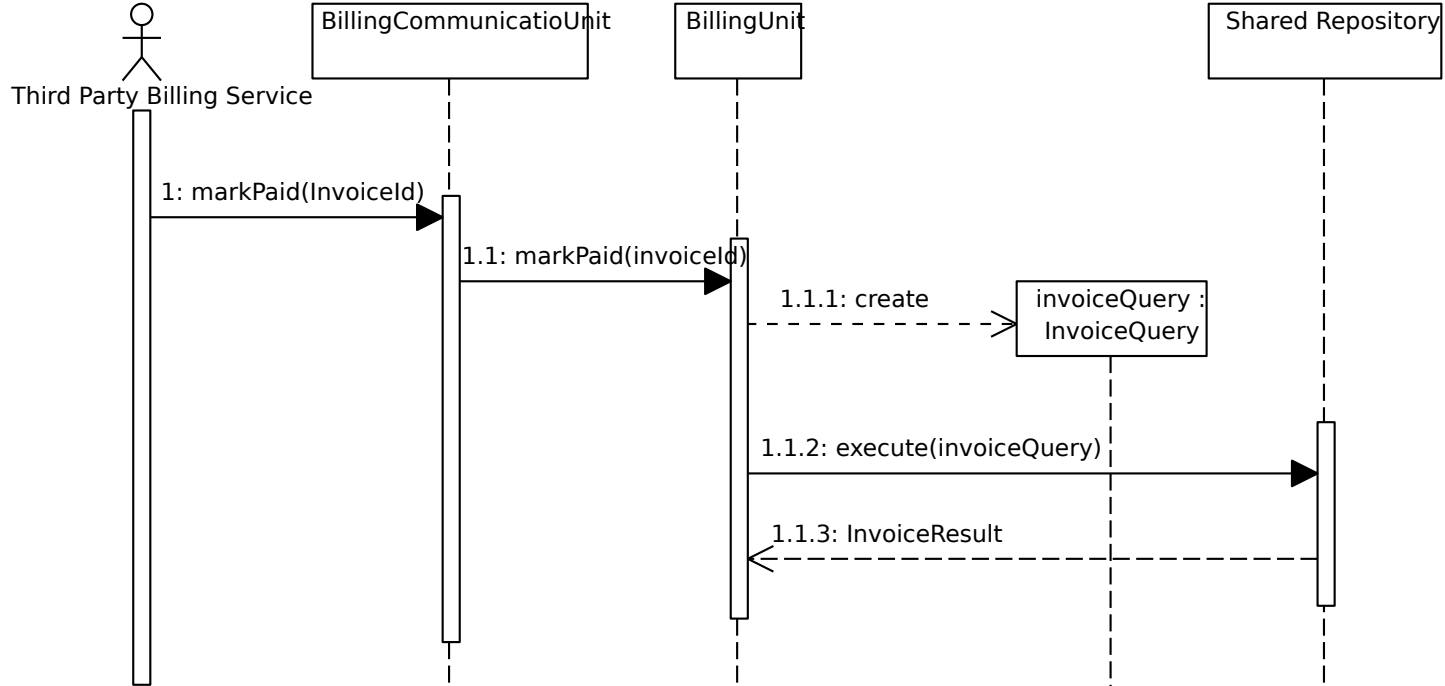 BillingCommunicatioUnit
BillingUnit
Shared Repository
Third Party Billing Service
1: markPaid(InvoiceId)
1.1: markPaid(invoiceId)
1.1.1: create
invoiceQuery :
InvoiceQuery
1.1.2: execute(invoiceQuery)
1.1.3: InvoiceResult